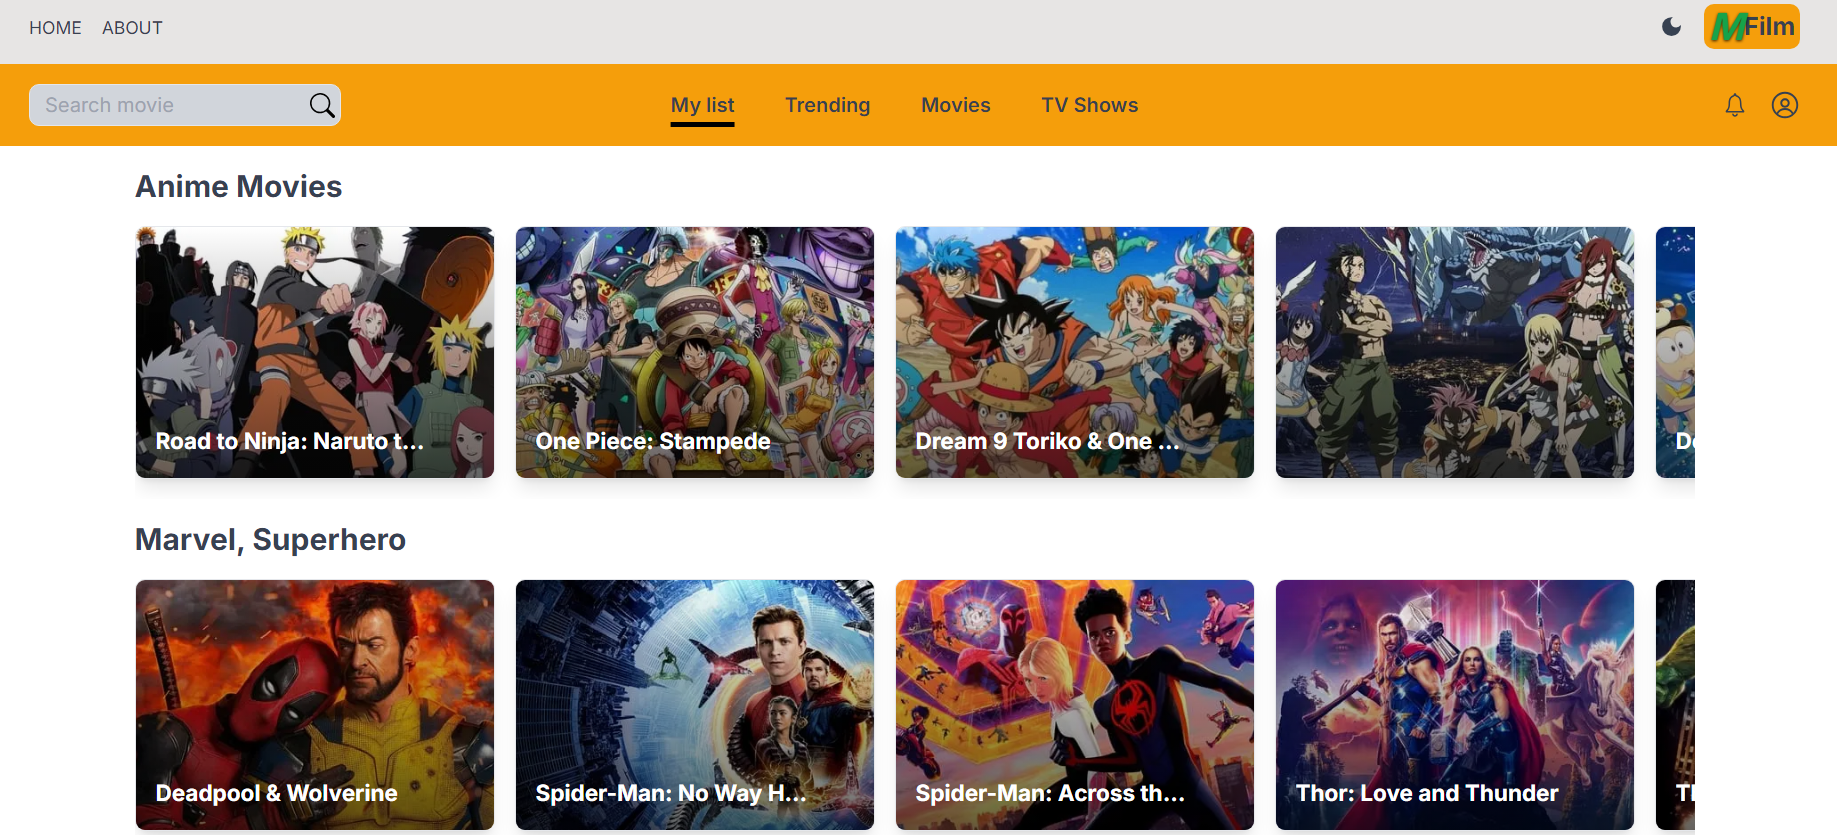 HOME ABOUT
MFilm
Search movie
My list Trending Movies TV Shows
Anime Movies
Road to Ninja: Naruto t...
One Piece: Stampede
Dream 9 Toriko & One ...
Marvel, Superhero
Deadpool & Wolverine
Spider-Man: No Way H...
Spider-Man: Across th...
Thor: Love and Thunder